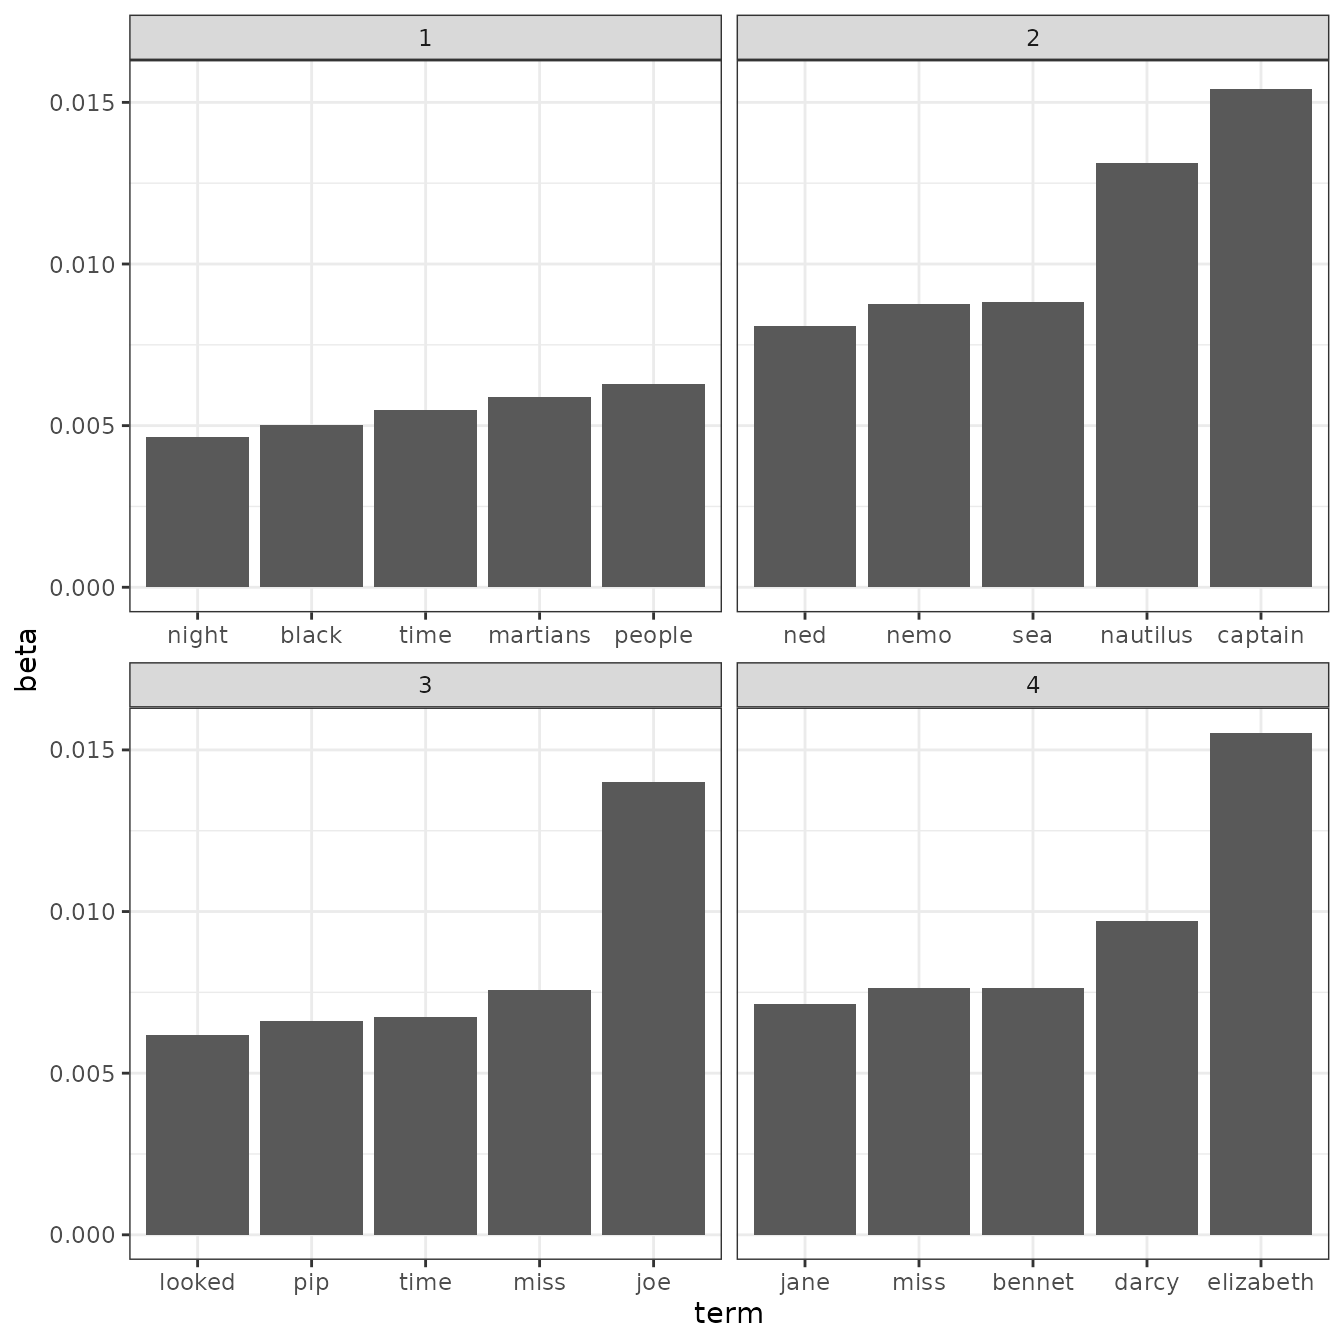 1
2
0.015
0.010
0.005
0.000
night black time martians people
ned nemo sea nautilus captain
beta
3
4
0.015
0.010
0.005
0.000
looked pip time miss joe
jane miss bennet darcy elizabeth
term